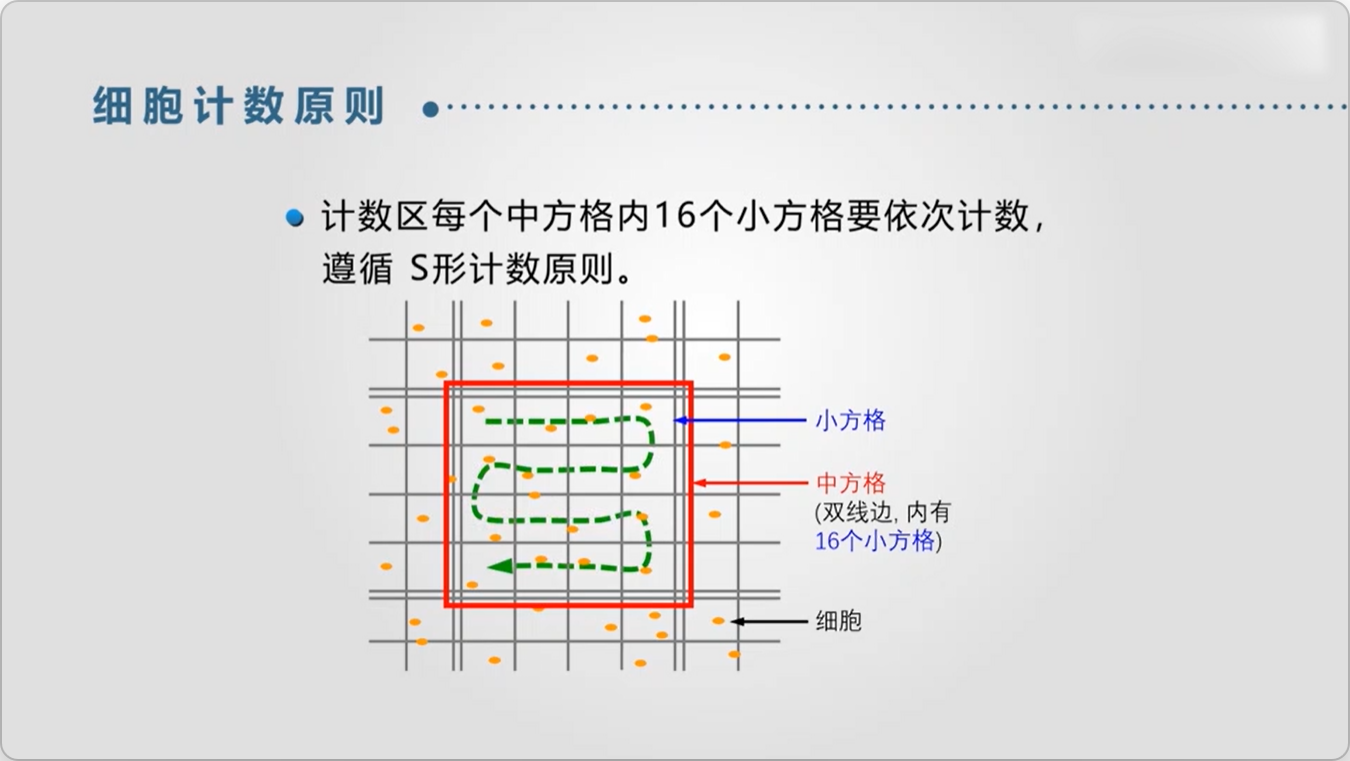 细胞计数原则
计数区每个中方格内16个小方格要依次计数，
遵循 S形计数原则。
小方格
中方格
(双线边, 内有
16个小方格)
细胞